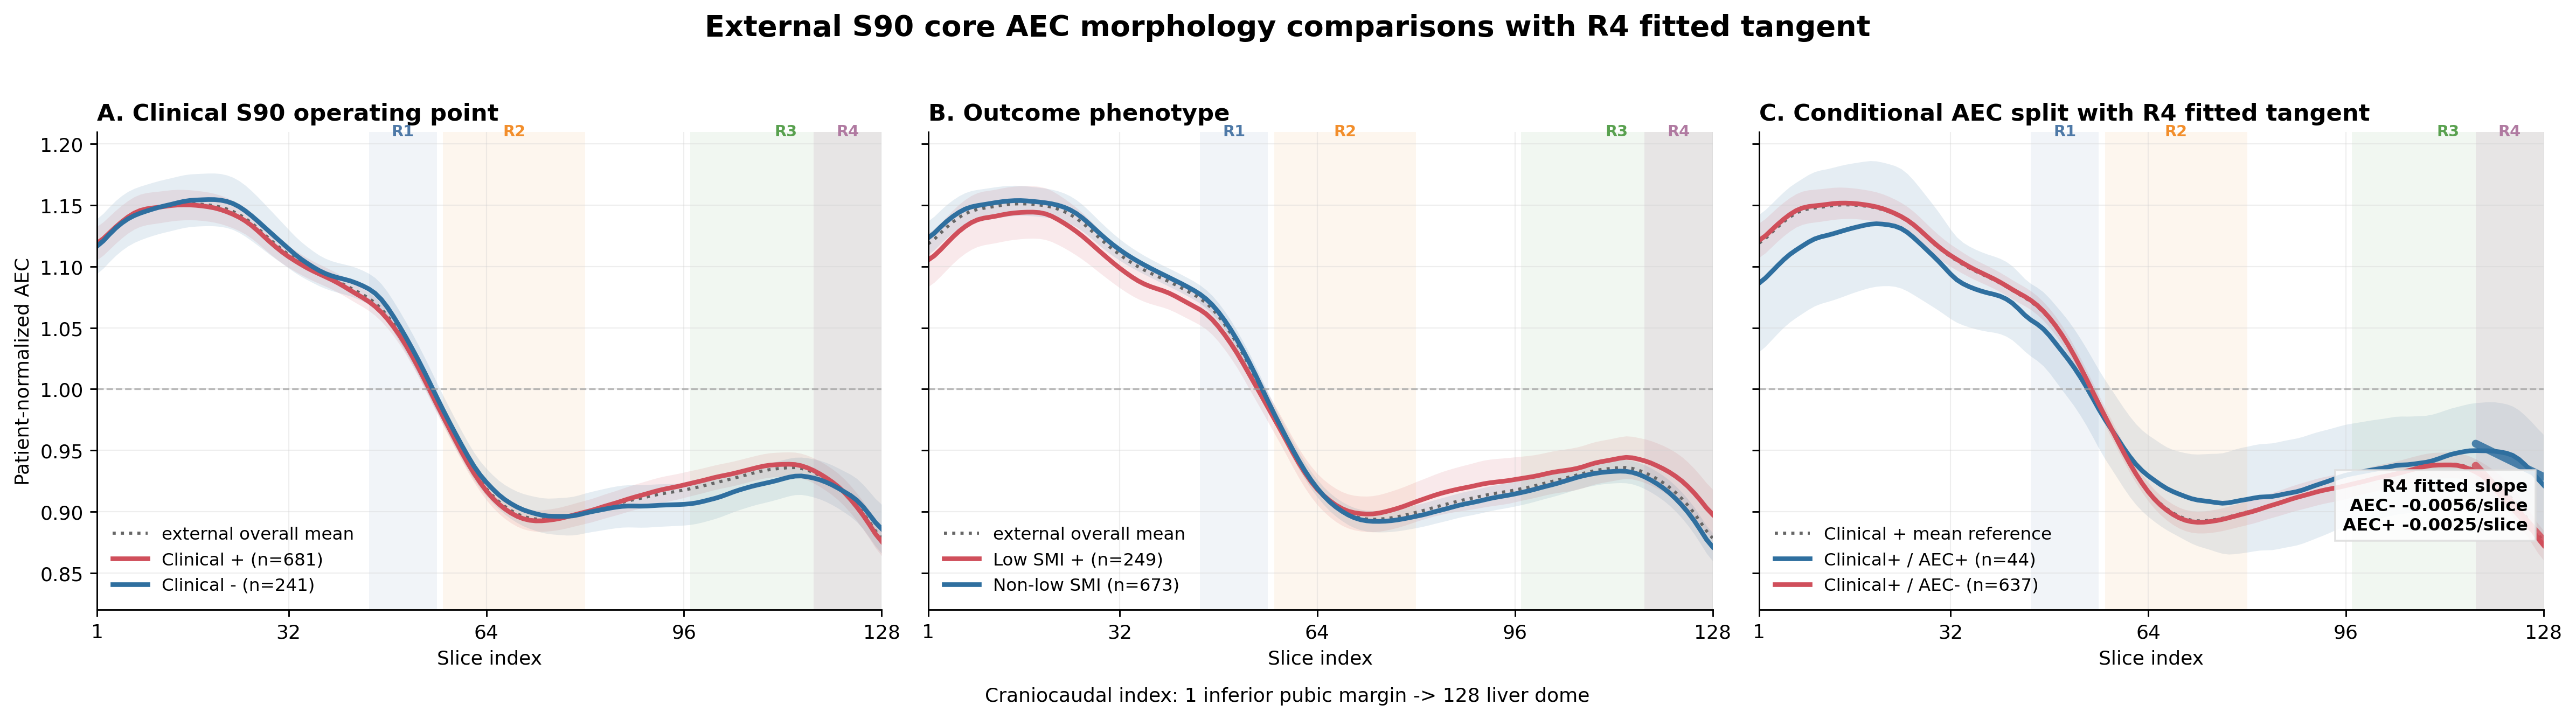 External S90 core AEC morphology comparisons with R4 fitted tangent
A. Clinical S90 operating point
R1
R2
R3
R4
Patient-normalized AEC
1.20
1.15
1.10
1.05
1.00
0.95
0.90
0.85
external overall mean
Clinical + (n=681)
Clinical - (n=241)
1
32
64
96
128
Slice index
B. Outcome phenotype
R1
R2
R3
R4
external overall mean
Low SMI + (n=249)
Non-low SMI (n=673)
1
32
64
96
128
Slice index
C. Conditional AEC split with R4 fitted tangent
R1
R2
R3
R4
R4 fitted slope
AEC- -0.0056/slice
AEC+ -0.0025/slice
Clinical + mean reference
Clinical+ / AEC+ (n=44)
Clinical+ / AEC- (n=637)
1
32
64
96
128
Slice index
Craniocaudal index: 1 inferior pubic margin -> 128 liver dome